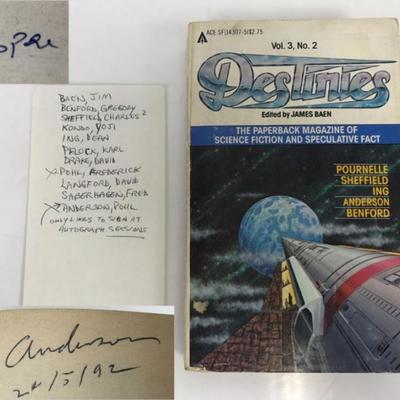 BAEN, JIM
BENFORD, GREGORY
SHEFFIELD, CHARLES 2
KONDO, YOJI
ING, DEAN
PFLOCK, KARL
DRAKE, DAVID
X POHL, FREDERICK
LANGFORD, DAVID
SABERHAGEN, FRED
X ANDERSON, POHL
ONLY LIKES TO SIGN AT
AUTOGRAPH SESSIONS
Anderson
24/5/92
A ACE SF|14307-5|$2.75
Vol. 3, No. 2
Destinies
Edited by JAMES BAEN
THE PAPERBACK MAGAZINE OF
SCIENCE FICTION AND SPECULATIVE FACT
POURNELLE
SHEFFIELD
ING
ANDERSON
BENFORD